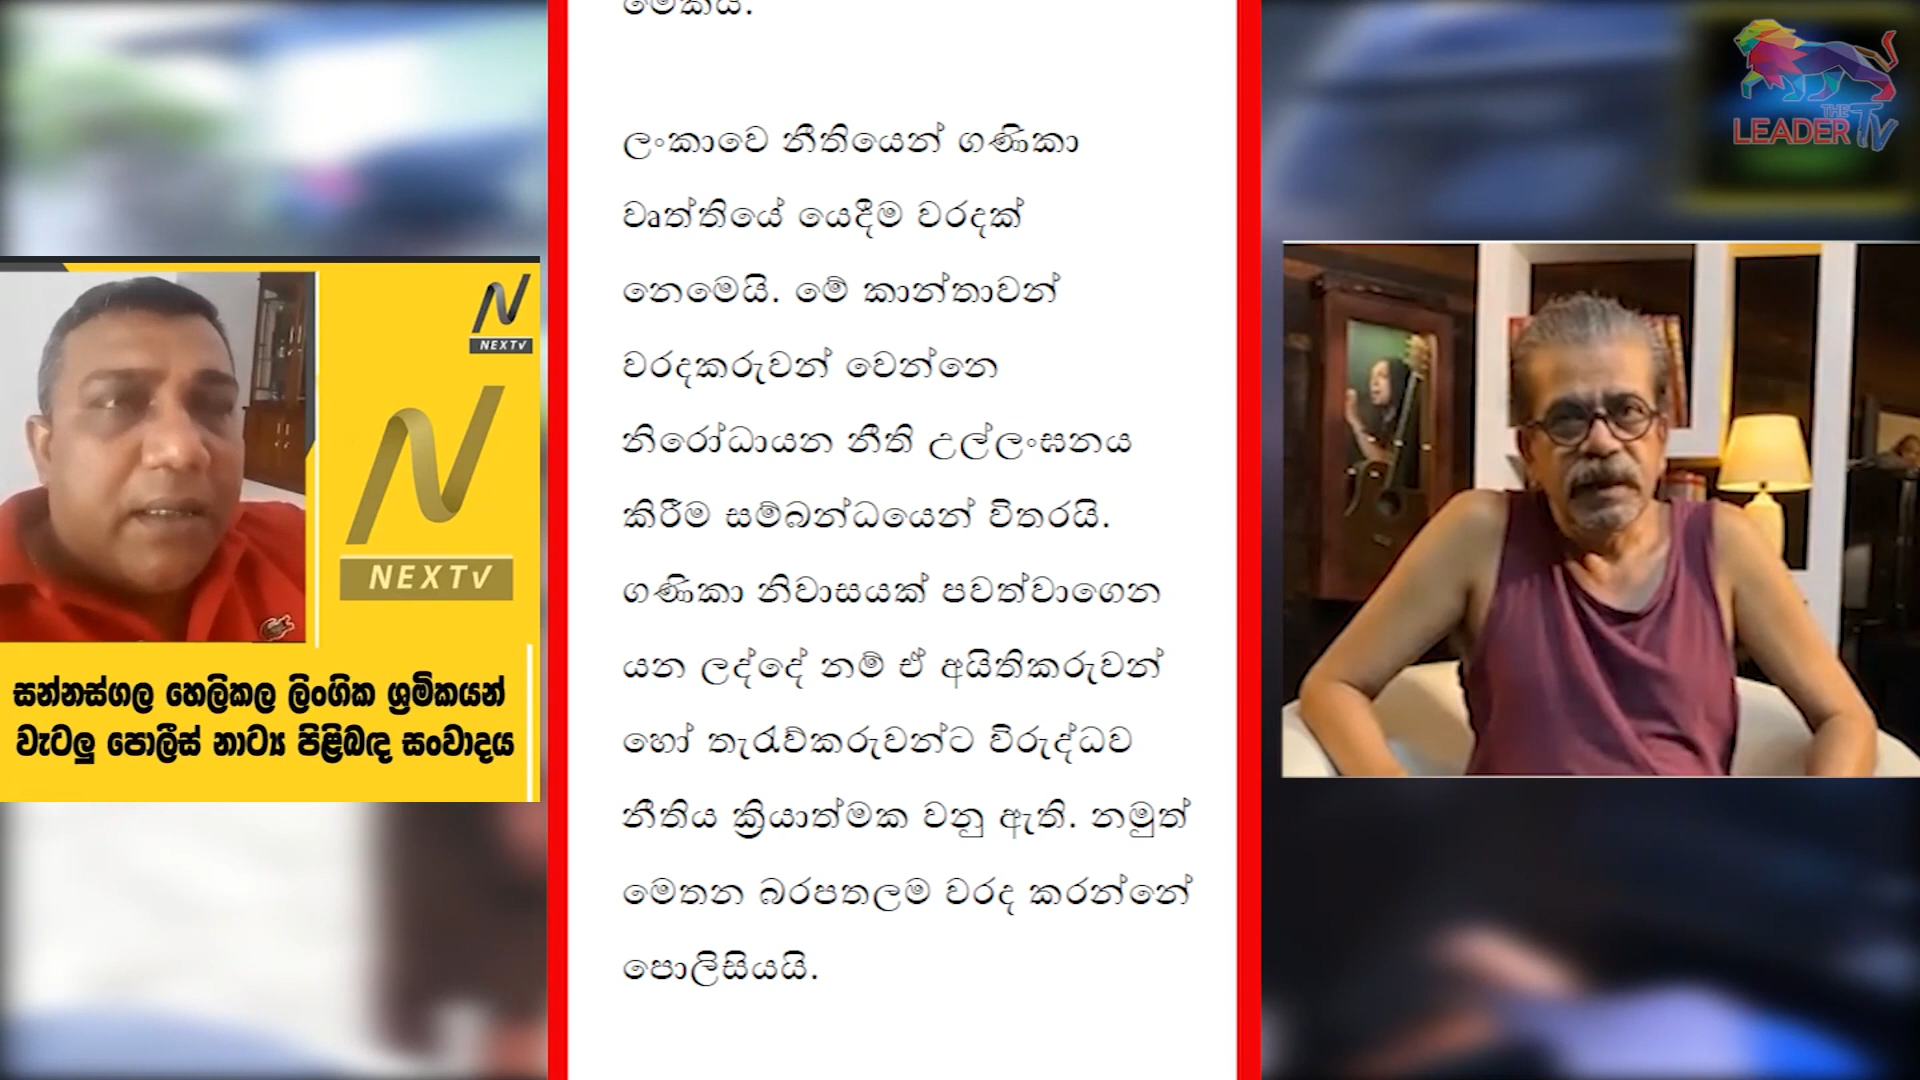 මේකයි.
ලංකාවෙ නීතියෙන් ගණිකා
වෘත්තියේ යෙදීම වරදක්
නෙමෙයි. මේ කාන්තාවන්
වරදකරුවන් වෙන්නෙ
නිරෝධායන නීති උල්ලංඝනය
කිරීම සම්බන්ධයෙන් විතරයි.
ගණිකා නිවාසයක් පවත්වාගෙන
යන ලද්දේ නම් ඒ අයිතිකරුවන්
හෝ තැරැව්කරුවන්ට විරුද්ධව
නීතිය ක්‍රියාත්මක වනු ඇති. නමුත්
මෙතන බරපතලම වරද කරන්නේ
පොලිසියයි.
NEXTV
NEXTV
සන්නස්ගල හෙලිකල ලිංගික ශ්‍රමිකයන්
වැටලු පොලීස් නාට්‍ය පිළිබඳ සංවාදය
THE
LEADER TV